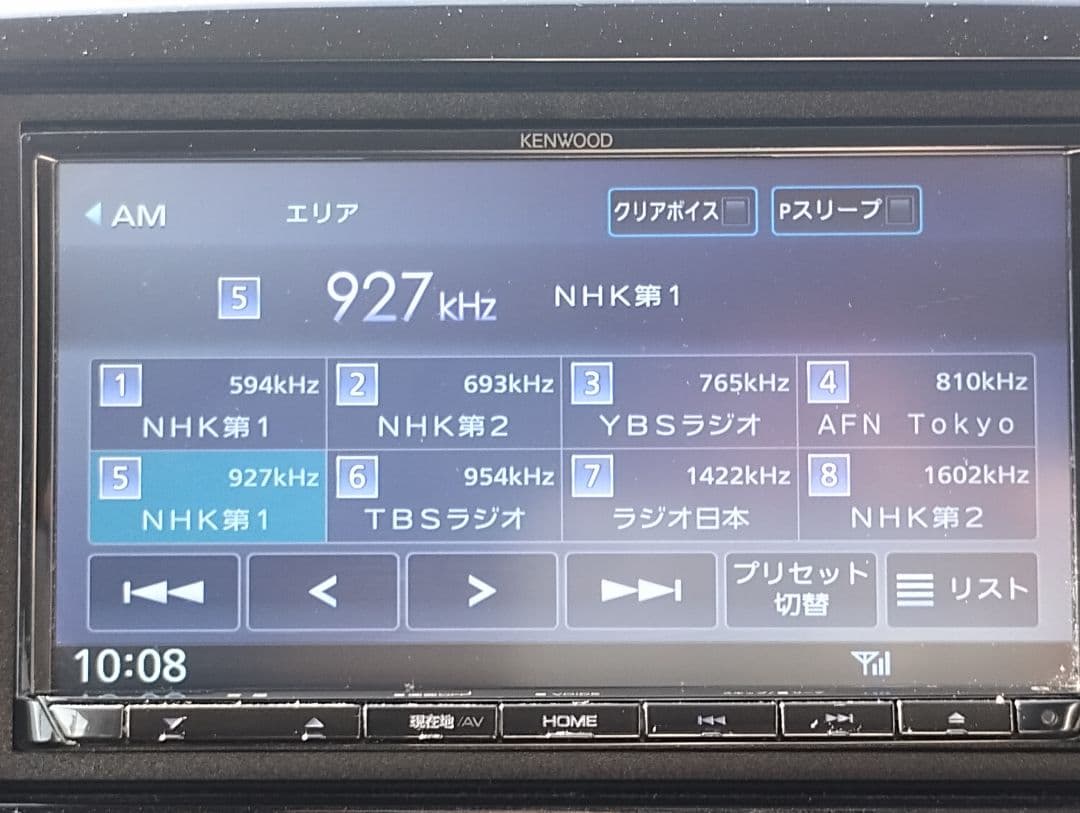 KENWOOD
AM エリア クリアボイス Pスリープ
5 927kHz NHK第1
1 594kHz 2 693kHz 3 765kHz 4 810kHz
NHK第1 NHK第2 YBSラジオ AFN Tokyo
5 927kHz 6 954kHz 7 1422kHz 8 1602kHz
NHK第1 TBSラジオ ラジオ日本 NHK第2
プリセット
切替 リスト
10:08
現在地/AV HOME